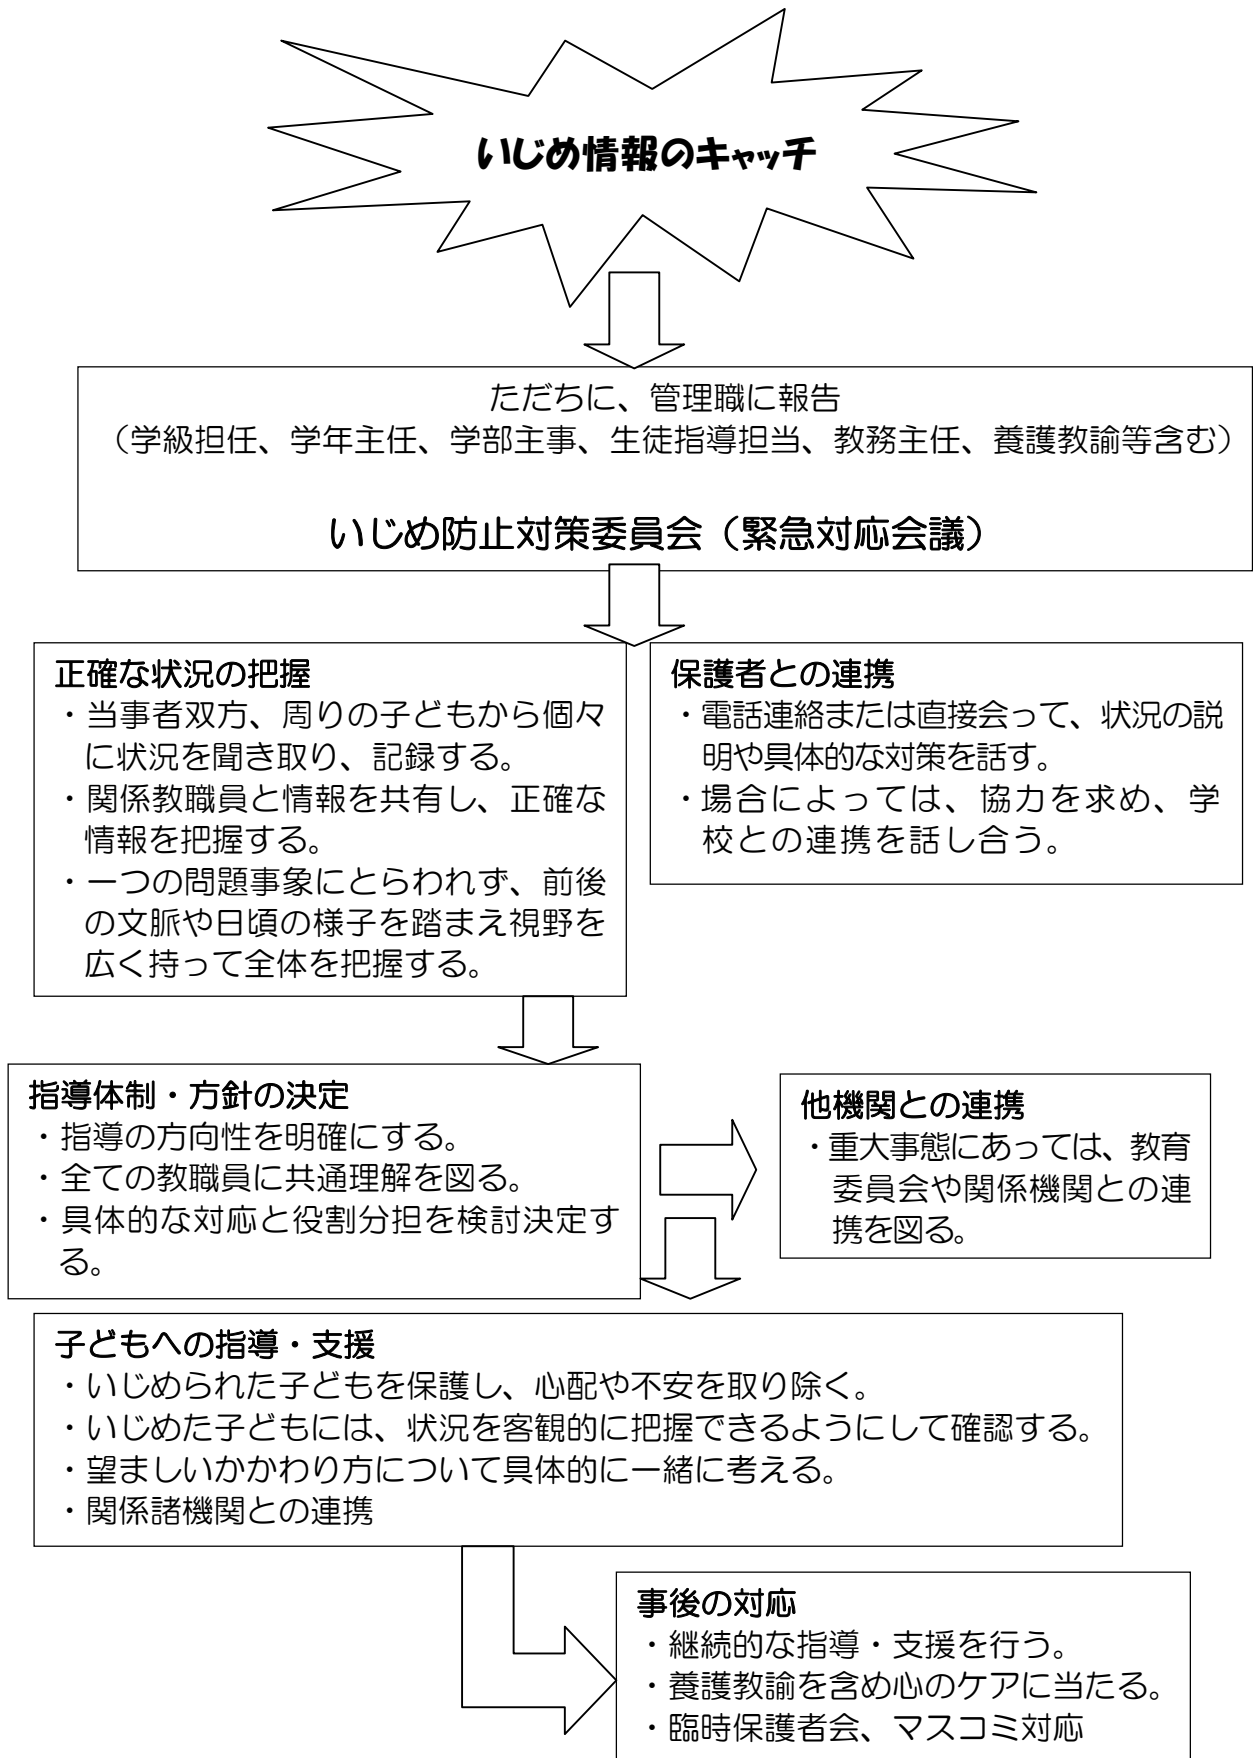 いじめ情報のキャッチ
ただちに、管理職に報告
（学級担任、学年主任、学部主事、生徒指導担当、教務主任、養護教諭等含む）
いじめ防止対策委員会（緊急対応会議）
正確な状況の把握
・当事者双方、周りの子どもから個々
に状況を聞き取り、記録する。
・関係教職員と情報を共有し、正確な
情報を把握する。
・一つの問題事象にとらわれず、前後
の文脈や日頃の様子を踏まえ視野を
広く持って全体を把握する。
保護者との連携
・電話連絡または直接会って、状況の説
明や具体的な対策を話す。
・場合によっては、協力を求め、学
校との連携を話し合う。
指導体制・方針の決定
・指導の方向性を明確にする。
・全ての教職員に共通理解を図る。
・具体的な対応と役割分担を検討決定す
る。
他機関との連携
・重大事態にあっては、教育
委員会や関係機関との連
携を図る。
子どもへの指導・支援
・いじめられた子どもを保護し、心配や不安を取り除く。
・いじめた子どもには、状況を客観的に把握できるようにして確認する。
・望ましいかかわり方について具体的に一緒に考える。
・関係諸機関との連携
事後の対応
・継続的な指導・支援を行う。
・養護教諭を含め心のケアに当たる。
・臨時保護者会、マスコミ対応